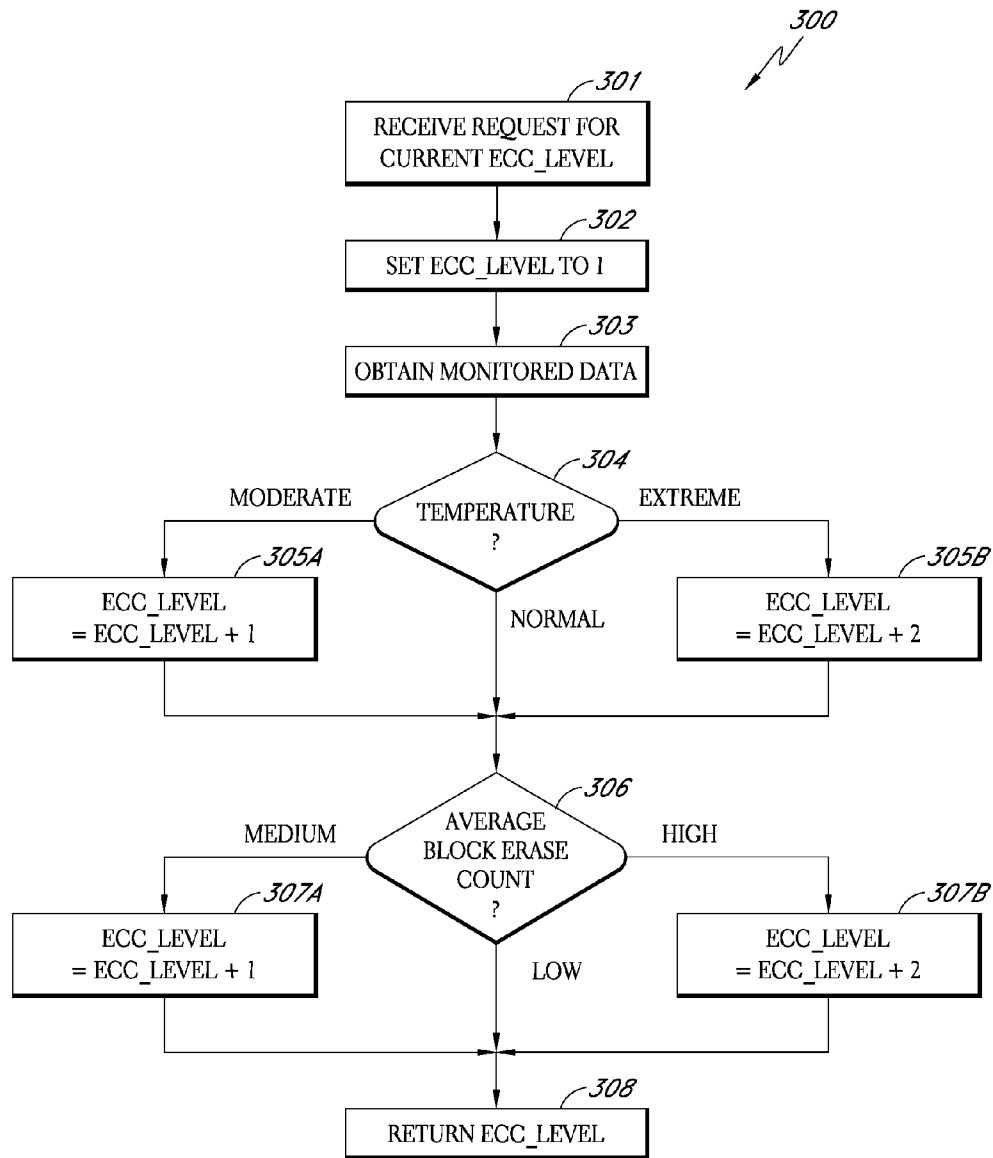 300
301
RECEIVE REQUEST FOR
CURRENT ECC_LEVEL
302
SET ECC_LEVEL TO 1
303
OBTAIN MONITORED DATA
304
MODERATE
TEMPERATURE
?
EXTREME
305A
ECC_LEVEL
= ECC_LEVEL + 1
NORMAL
305B
ECC_LEVEL
= ECC_LEVEL + 2
306
MEDIUM
AVERAGE
BLOCK ERASE
COUNT
?
HIGH
307A
ECC_LEVEL
= ECC_LEVEL + 1
LOW
307B
ECC_LEVEL
= ECC_LEVEL + 2
308
RETURN ECC_LEVEL